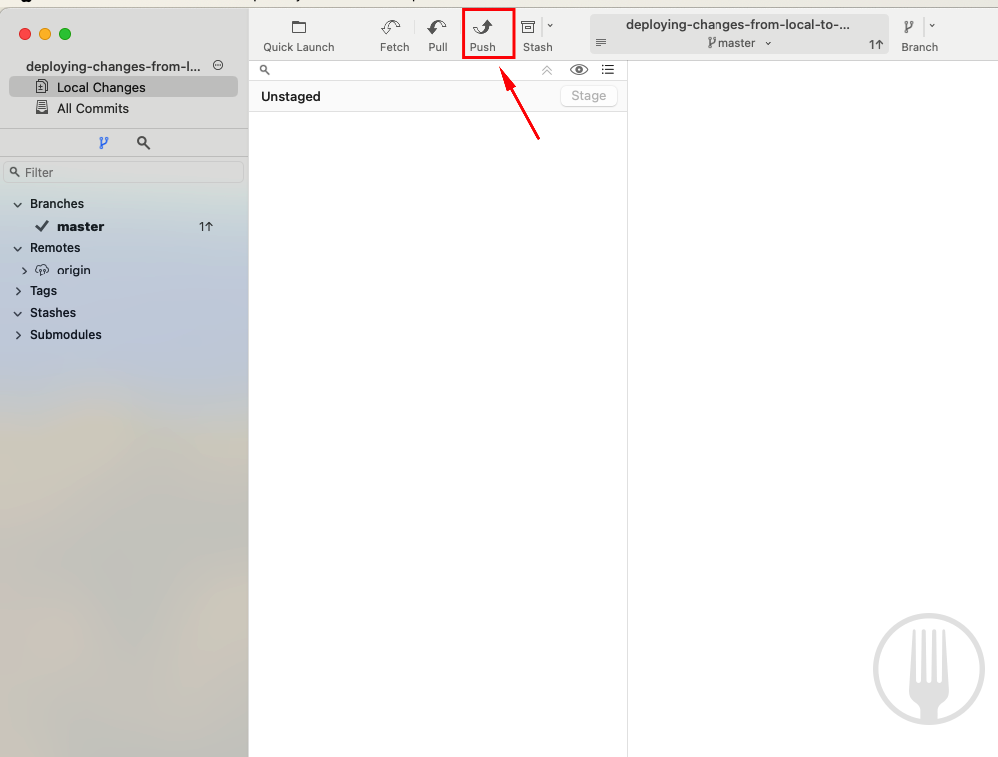 Quick Launch
Fetch
Pull
Push
Stash
deploying-changes-from-local-to-...
master
1↑
Branch
deploying-changes-from-l...
Local Changes
All Commits
Filter
Branches
master 1↑
Remotes
origin
Tags
Stashes
Submodules
Unstaged
Stage